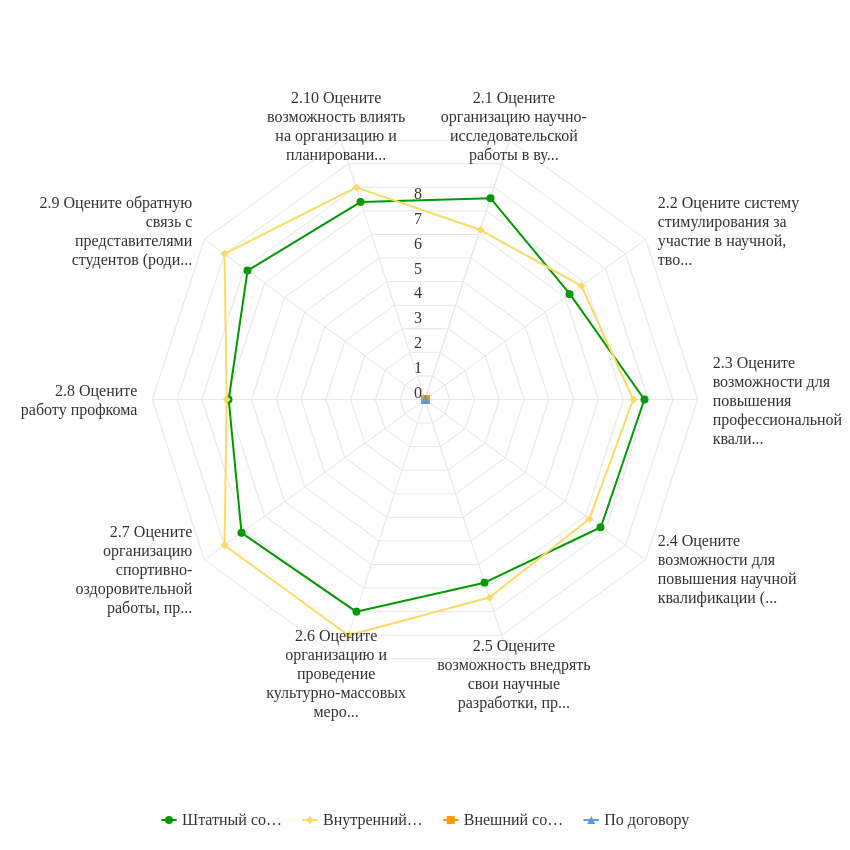 2.10 Оцените
возможность влиять
на организацию и
планировани...
2.1 Оцените
организацию научно-
исследовательской
работы в ву...
2.9 Оцените обратную
связь с
представителями
студентов (роди...
2.2 Оцените систему
стимулирования за
участие в научной,
тво...
8
7
6
5
4
3
2
1
0
2.8 Оцените
работу профкома
2.3 Оцените
возможности для
повышения
профессиональной
квали...
2.7 Оцените
организацию
спортивно-
оздоровительной
работы, пр...
2.4 Оцените
возможности для
повышения научной
квалификации (...
2.6 Оцените
организацию и
проведение
культурно-массовых
меро...
2.5 Оцените
возможность внедрять
свои научные
разработки, пр...
Штатный со… Внутренний… Внешний со… По договору